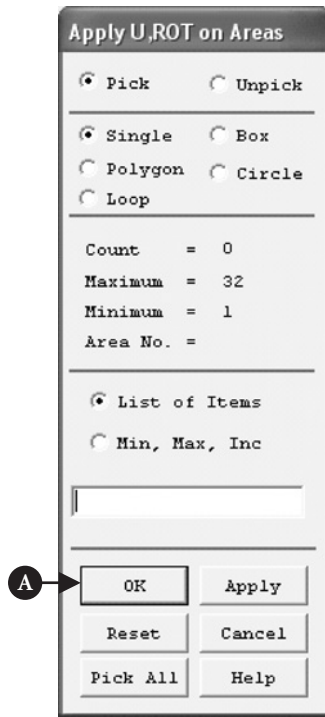 Apply U,ROT on Areas
Pick Unpick
Single Box
Polygon Circle
Loop
Count = 0
Maximum = 32
Minimum = 1
Area No. =
List of Items
Min, Max, Inc
A OK Apply
Reset Cancel
Pick All Help